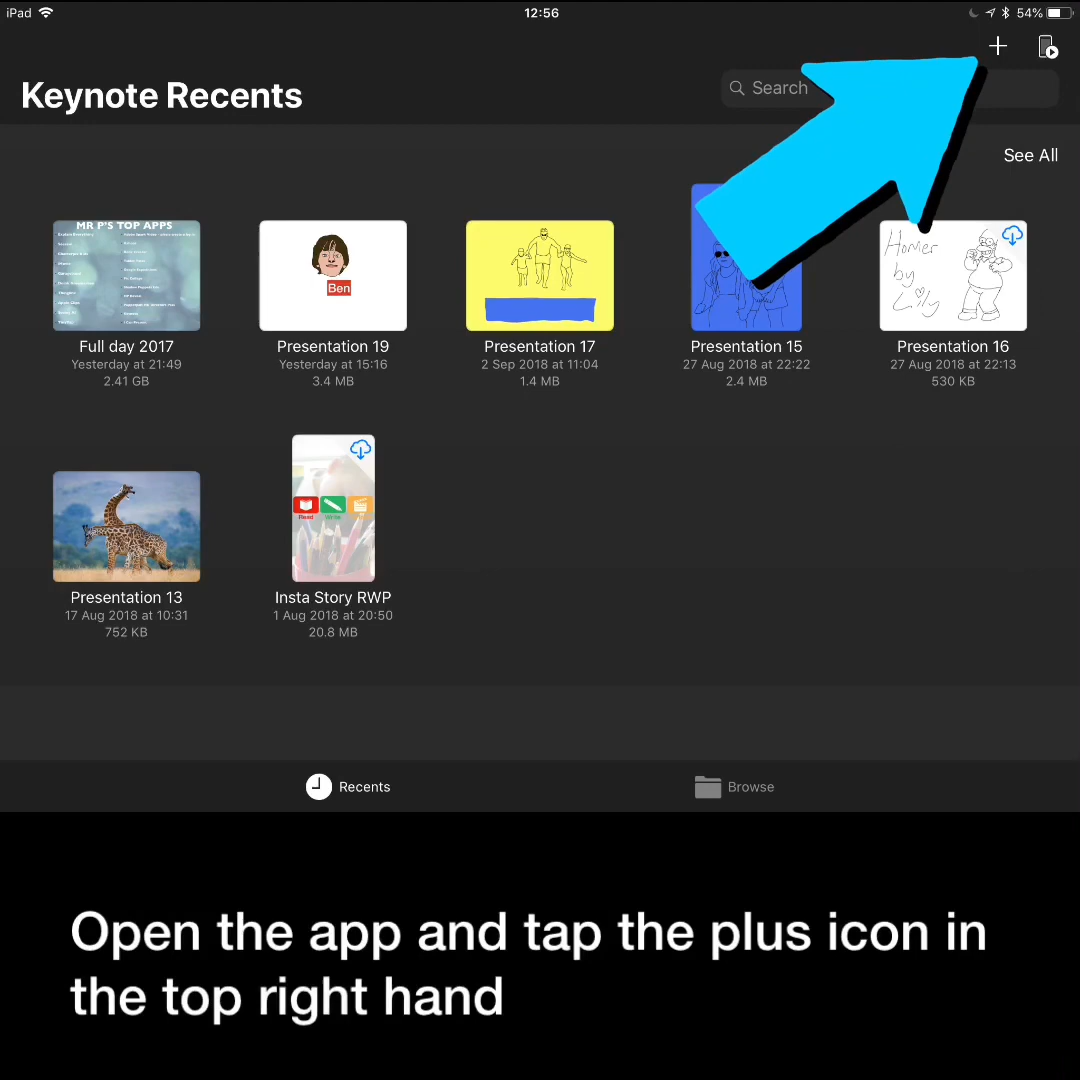 iPad 12:56 54%
Keynote Recents
Search
See All
MR P'S TOP APPS
Ben
Homer
by
Lily
Full day 2017
Yesterday at 21:49
2.41 GB
Presentation 19
Yesterday at 15:16
3.4 MB
Presentation 17
2 Sep 2018 at 11:04
1.4 MB
Presentation 15
27 Aug 2018 at 22:22
2.4 MB
Presentation 16
27 Aug 2018 at 22:13
530 KB
Read
Write
Presentation 13
17 Aug 2018 at 10:31
752 KB
Insta Story RWP
1 Aug 2018 at 20:50
20.8 MB
Recents
Browse
Open the app and tap the plus icon in
the top right hand